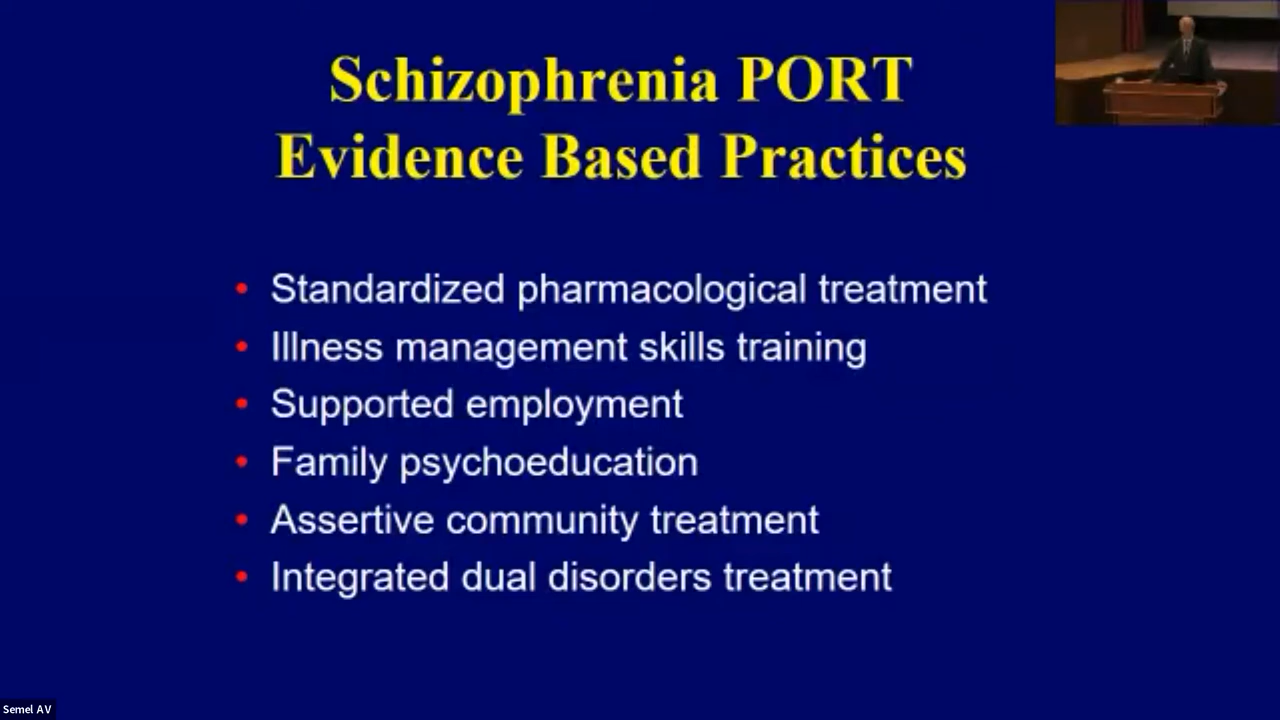 Schizophrenia PORT
Evidence Based Practices
• Standardized pharmacological treatment
• Illness management skills training
• Supported employment
• Family psychoeducation
• Assertive community treatment
• Integrated dual disorders treatment
Semel AV